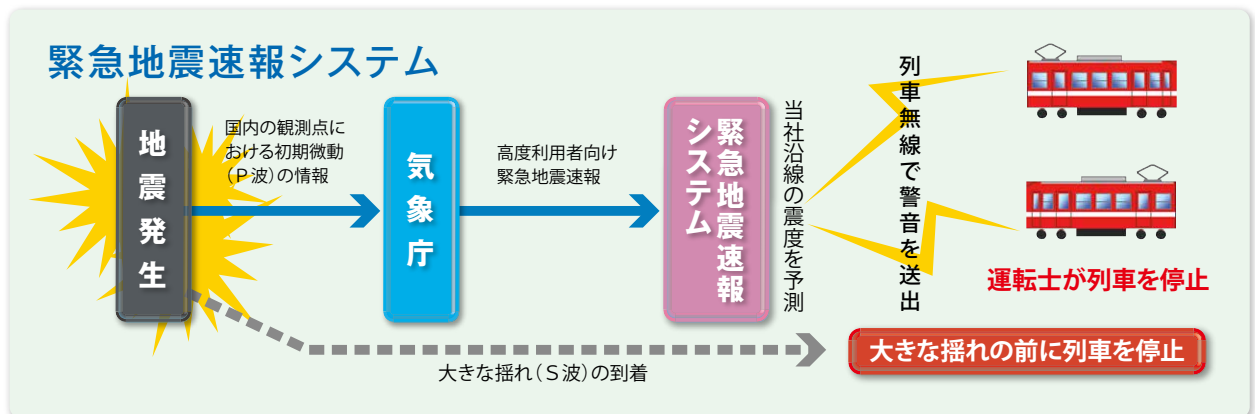 緊急地震速報システム
地震発生
国内の観測点に
おける初期微動
（P波）の情報
気象庁
高度利用者向け
緊急地震速報
緊急地震速報
システム
当社沿線の震度を予測
列車無線で警音を送出
運転士が列車を停止
大きな揺れ（S波）の到着
大きな揺れの前に列車を停止